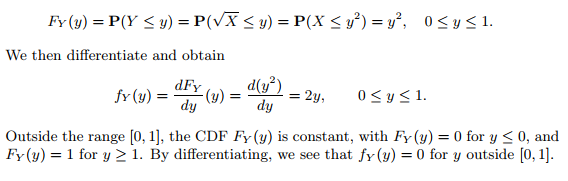 F_Y(y) = P(Y ≤ y) = P(√X ≤ y) = P(X ≤ y²) = y², 0 ≤ y ≤ 1.
We then differentiate and obtain
f_Y(y) = dF_Y/dy (y) = d(y²)/dy = 2y, 0 ≤ y ≤ 1.
Outside the range [0, 1], the CDF F_Y(y) is constant, with F_Y(y) = 0 for y ≤ 0, and
F_Y(y) = 1 for y ≥ 1. By differentiating, we see that f_Y(y) = 0 for y outside [0, 1].